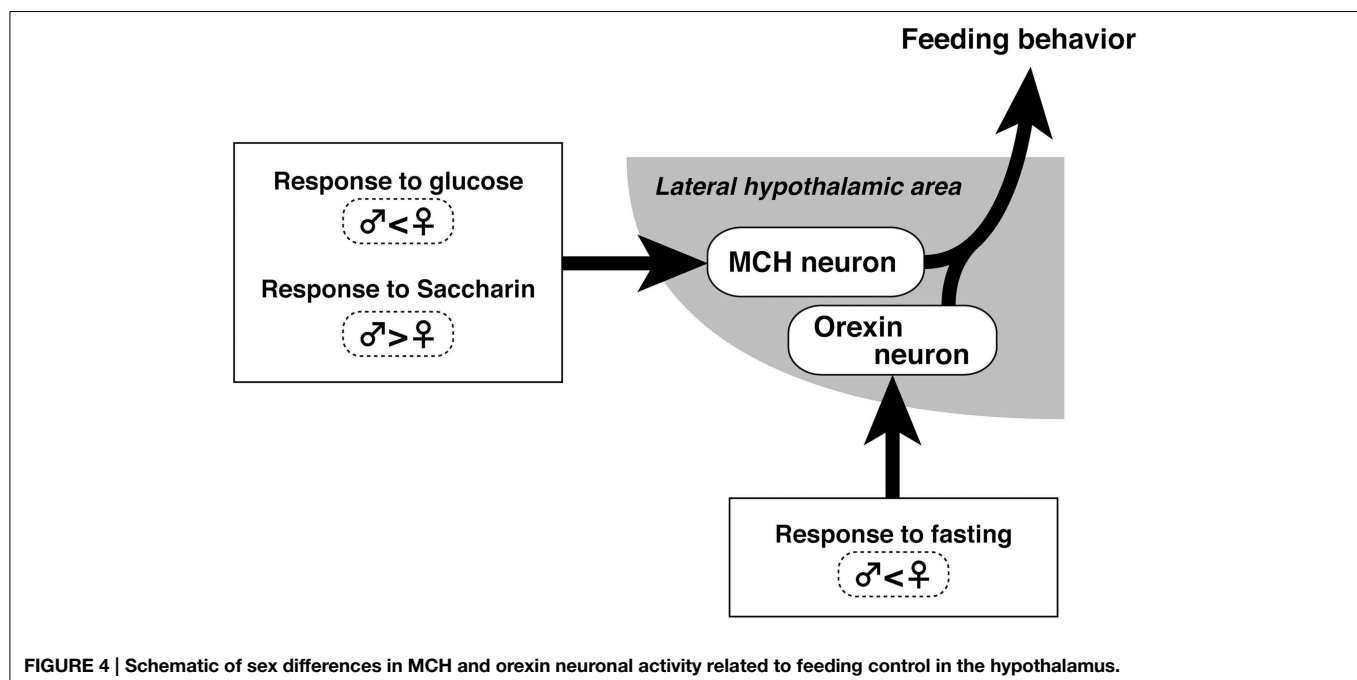 Feeding behavior
Response to glucose
♂<♀
Response to Saccharin
♂>♀
Lateral hypothalamic area
MCH neuron
Orexin
neuron
Response to fasting
♂<♀
FIGURE 4 | Schematic of sex differences in MCH and orexin neuronal activity related to feeding control in the hypothalamus.